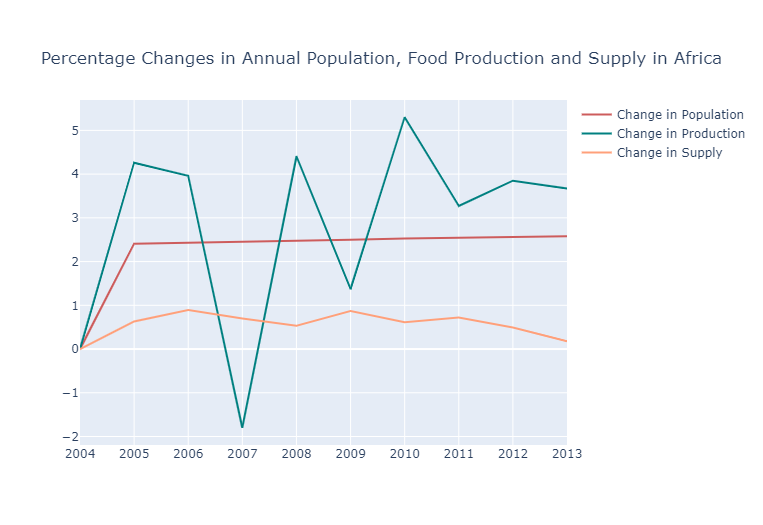 Percentage Changes in Annual Population, Food Production and Supply in Africa
Change in Population
Change in Production
Change in Supply
5
4
3
2
1
0
−1
−2
2004 2005 2006 2007 2008 2009 2010 2011 2012 2013